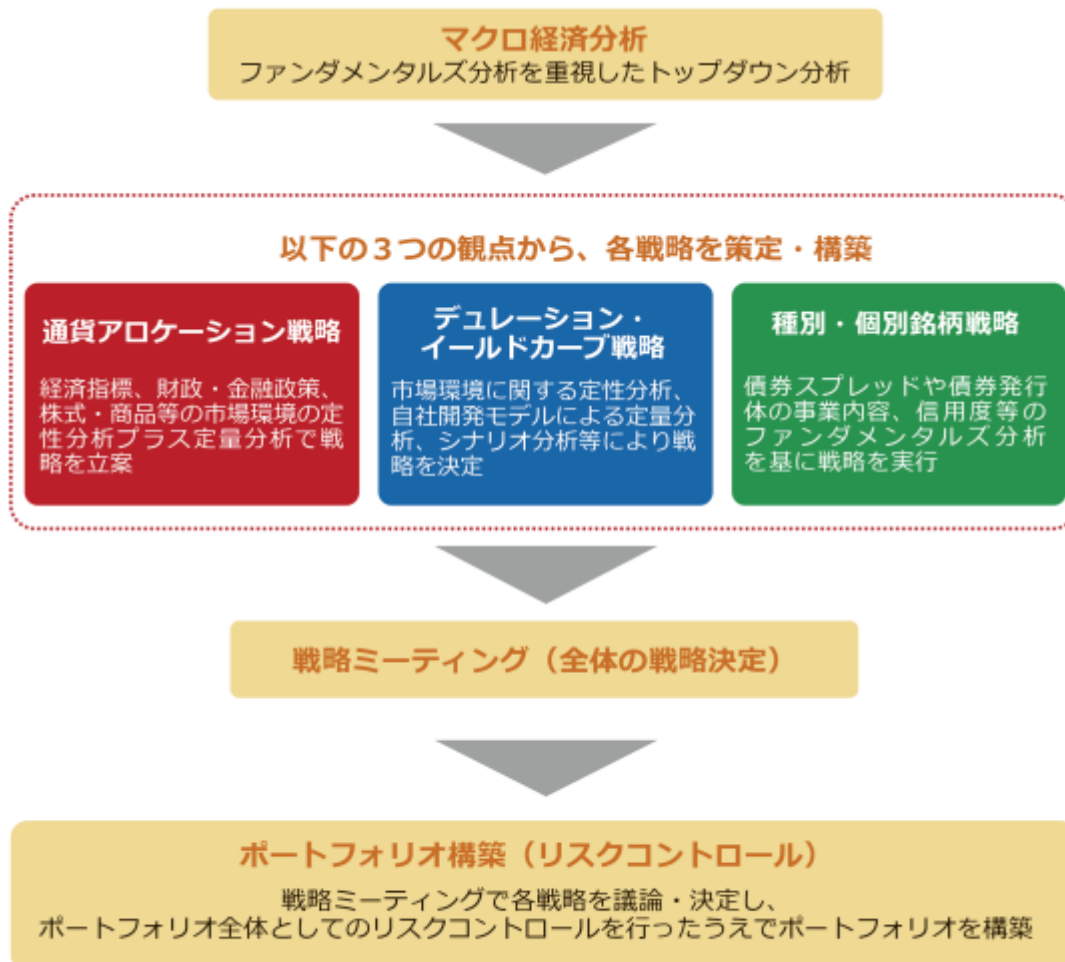 マクロ経済分析
ファンダメンタルズ分析を重視したトップダウン分析
以下の３つの観点から、各戦略を策定・構築
通貨アロケーション戦略
経済指標、財政・金融政策、
株式・商品等の市場環境の定
性分析プラス定量分析で戦
略を立案
デュレーション・
イールドカーブ戦略
市場環境に関する定性分析、
自社開発モデルによる定量分
析、シナリオ分析等により戦
略を決定
種別・個別銘柄戦略
債券スプレッドや債券発行
体の事業内容、信用度等の
ファンダメンタルズ分析
を基に戦略を実行
戦略ミーティング（全体の戦略決定）
ポートフォリオ構築（リスクコントロール）
戦略ミーティングで各戦略を議論・決定し、
ポートフォリオ全体としてのリスクコントロールを行ったうえでポートフォリオを構築